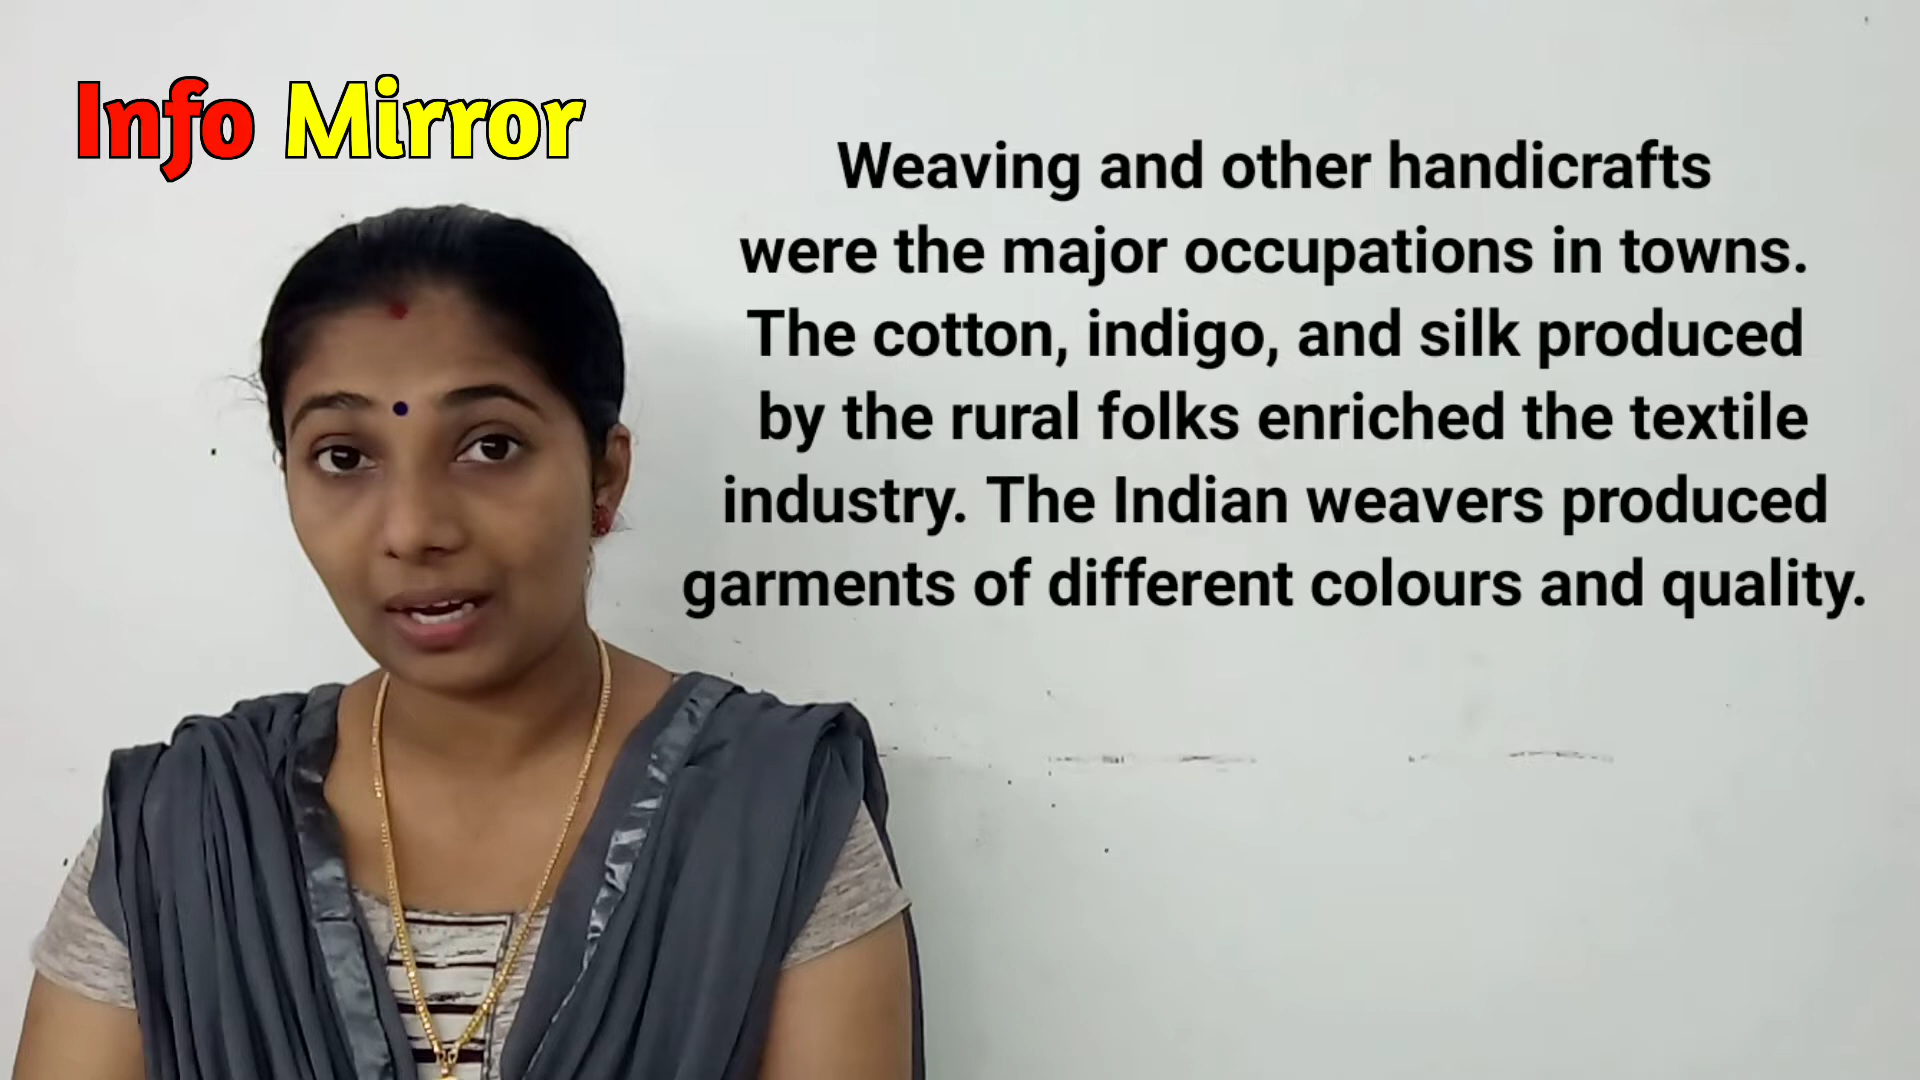 Info Mirror
Weaving and other handicrafts
were the major occupations in towns.
The cotton, indigo, and silk produced
by the rural folks enriched the textile
industry. The Indian weavers produced
garments of different colours and quality.